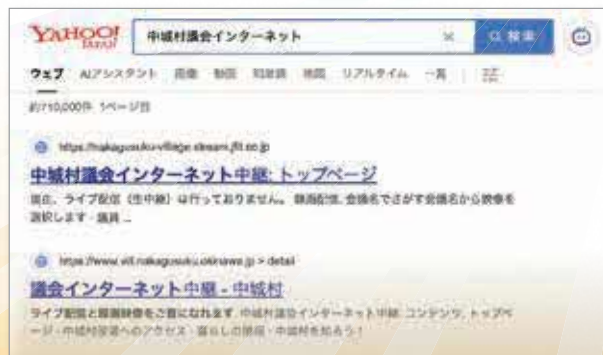 YAHOO!
JAPAN
中城村議会インターネット
検索
ウェブ AIアシスタント 画像 動画 知恵袋 地図 リアルタイム 一覧
約710,000件 1ページ目
https://nakagusuku-village.stream.jfit.co.jp
中城村議会インターネット中継: トップページ
現在、ライブ配信（生中継）は行っておりません。 録画配信. 会議名でさがす会議名から映像を
選択します · 議員 ...
https://www.vill.nakagusuku.okinawa.jp > detail
議会インターネット中継 - 中城村
ライブ配信と録画映像をご覧になれます. 中城村議会インターネット中継. コンテンツ. トップペ
ージ · 中城村役場へのアクセス · 暮らしの情報 · 中城村を知ろう！